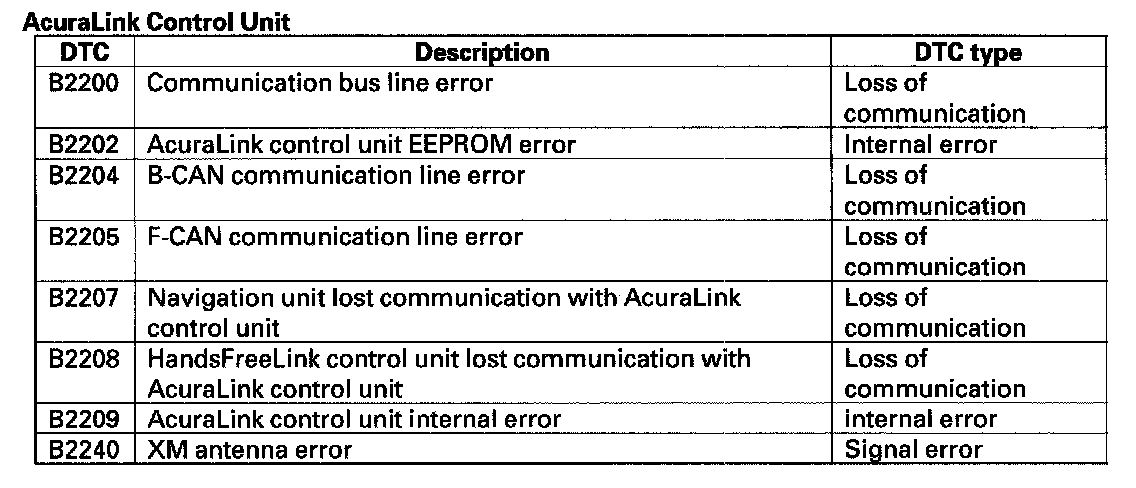 AcuraLink Control Unit
DTC Description DTC type
B2200 Communication bus line error Loss of
communication
B2202 AcuraLink control unit EEPROM error Internal error
B2204 B-CAN communication line error Loss of
communication
B2205 F-CAN communication line error Loss of
communication
B2207 Navigation unit lost communication with AcuraLink Loss of
control unit communication
B2208 HandsFreeLink control unit lost communication with Loss of
AcuraLink control unit communication
B2209 AcuraLink control unit internal error internal error
B2240 XM antenna error Signal error